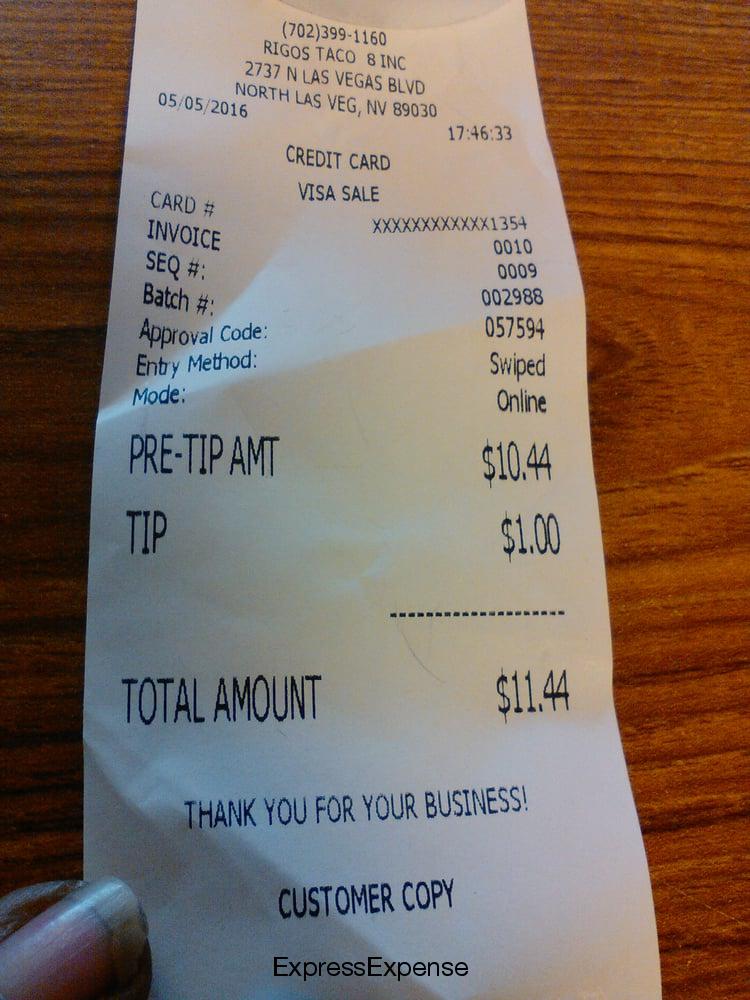 (702)399-1160
RIGOS TACO 8 INC
2737 N LAS VEGAS BLVD
NORTH LAS VEG, NV 89030
05/05/2016 17:46:33
CREDIT CARD
VISA SALE
CARD # XXXXXXXXXXXX1354
INVOICE 0010
SEQ #: 0009
Batch #: 002988
Approval Code: 057594
Entry Method: Swiped
Mode: Online
PRE-TIP AMT $10.44
TIP $1.00
--------------------
TOTAL AMOUNT $11.44
THANK YOU FOR YOUR BUSINESS!
CUSTOMER COPY
ExpressExpense